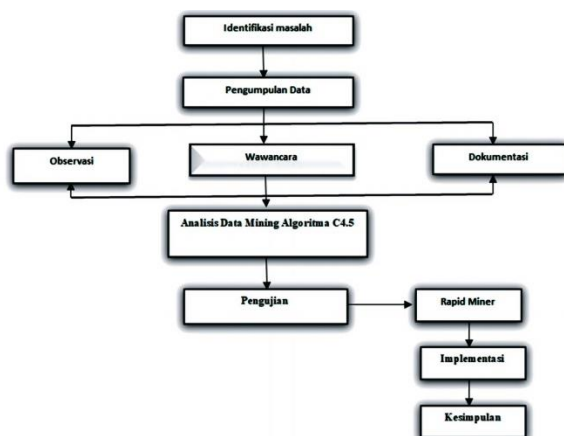 Identifikasi masalah
Pengumpulan Data
Observasi
Wawancara
Dokumentasi
Analisis Data Mining Algoritma C4.5
Pengujian
Rapid Miner
Implementasi
Kesimpulan